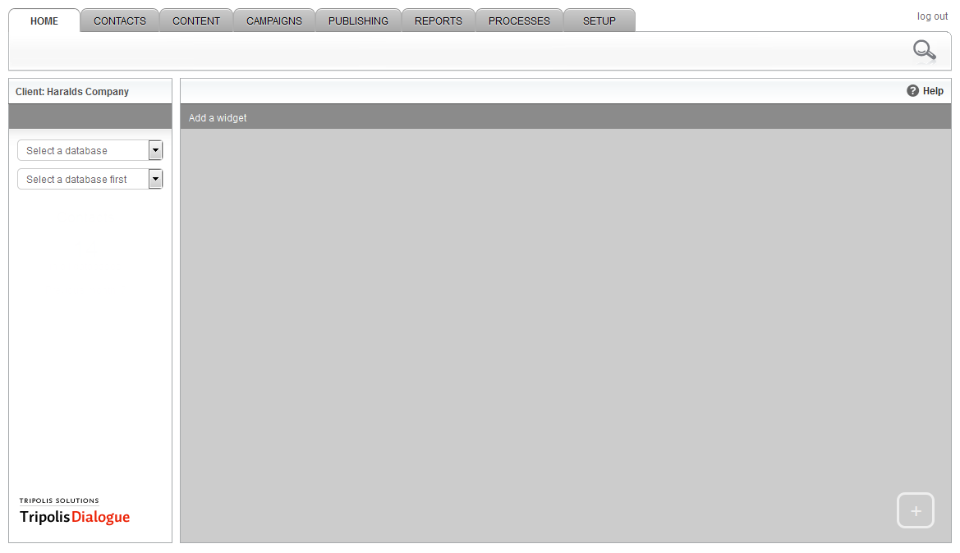 HOME CONTACTS CONTENT CAMPAIGNS PUBLISHING REPORTS PROCESSES SETUP log out
Client: Haralds Company
? Help
Add a widget
Select a database
Select a database first
TRIPOLIS SOLUTIONS
TripolisDialogue
+